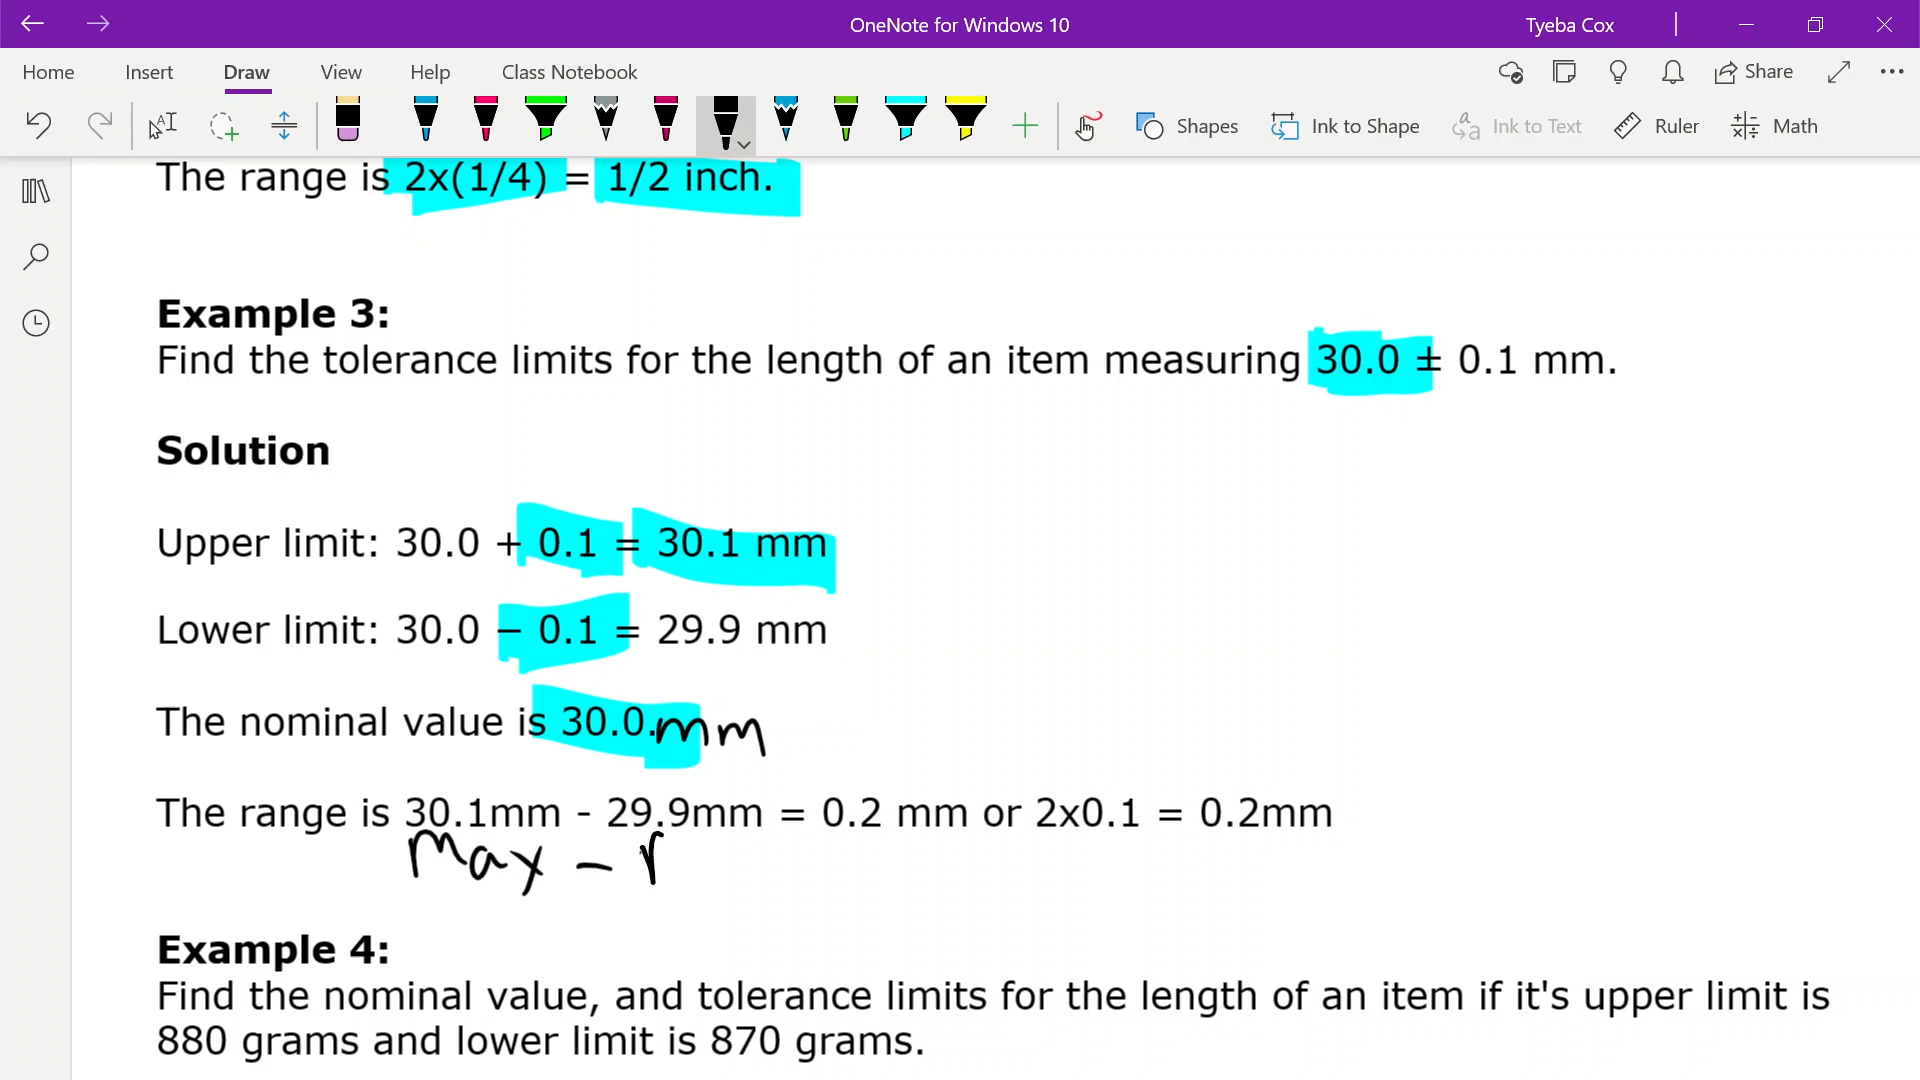 OneNote for Windows 10
Tyeba Cox
Home Insert Draw View Help Class Notebook
Share
Shapes Ink to Shape Ink to Text Ruler Math
The range is 2x(1/4) = 1/2 inch.
Example 3:
Find the tolerance limits for the length of an item measuring 30.0 ± 0.1 mm.
Solution
Upper limit: 30.0 + 0.1 = 30.1 mm
Lower limit: 30.0 − 0.1 = 29.9 mm
The nominal value is 30.0. mm
The range is 30.1mm - 29.9mm = 0.2 mm or 2x0.1 = 0.2mm
max –
Example 4:
Find the nominal value, and tolerance limits for the length of an item if it's upper limit is
880 grams and lower limit is 870 grams.